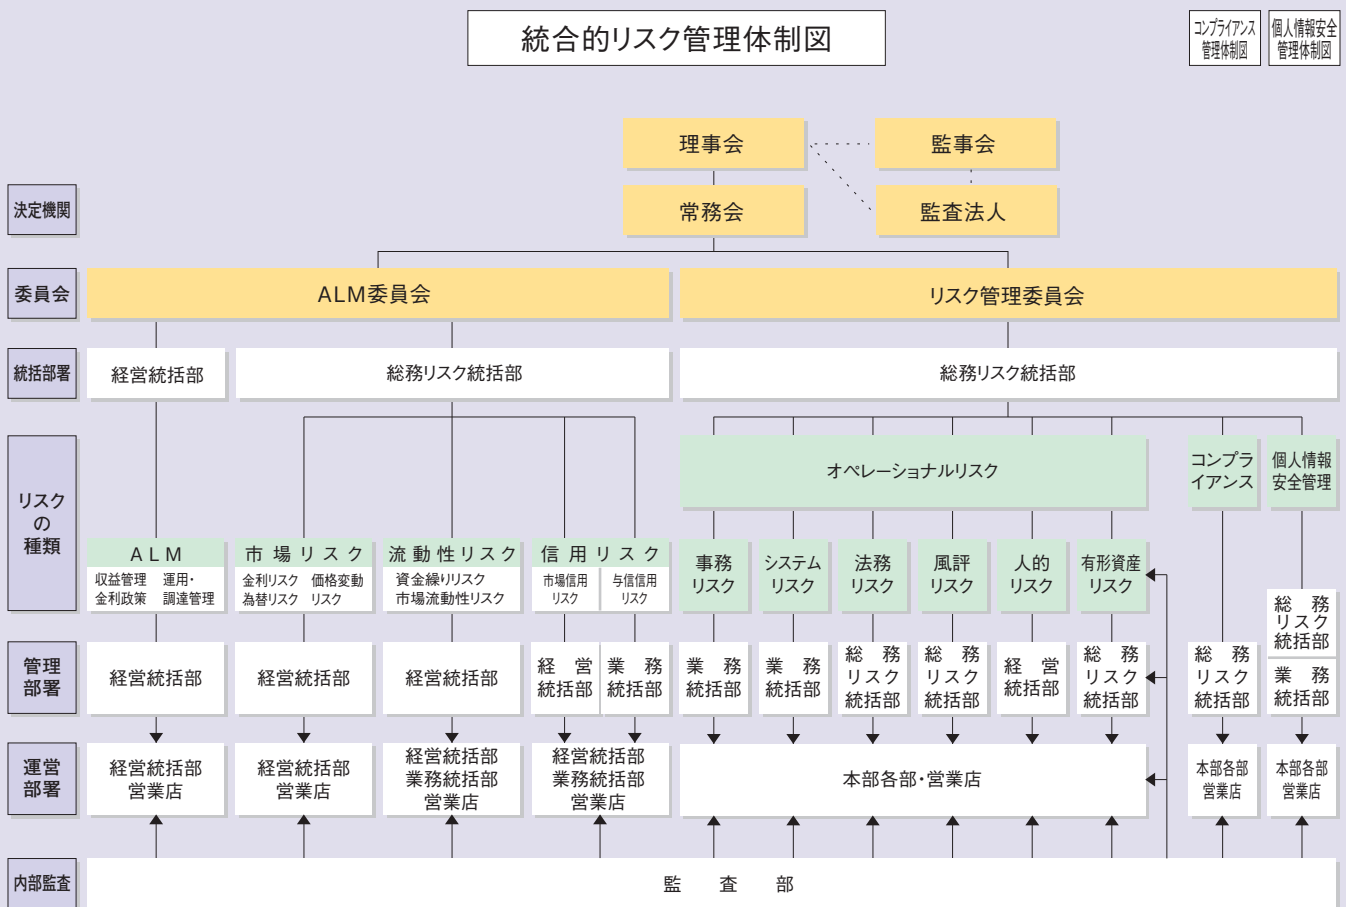 統合的リスク管理体制図
コンプライアンス
管理体制図
個人情報安全
管理体制図
理事会
監事会
決定機関
常務会
監査法人
委員会
ALM委員会
リスク管理委員会
統括部署
経営統括部
総務リスク統括部
総務リスク統括部
リスク
の
種類
オペレーショナルリスク
コンプラ
イアンス
個人情報
安全管理
ALM
収益管理 運用・
金利政策 調達管理
市場リスク
金利リスク 価格変動
為替リスク リスク
流動性リスク
資金繰りリスク
市場流動性リスク
信用リスク
市場信用
リスク
与信信用
リスク
事務
リスク
システム
リスク
法務
リスク
風評
リスク
人的
リスク
有形資産
リスク
管理
部署
経営統括部
経営統括部
経営統括部
経営
統括部
業務
統括部
業務
統括部
業務
統括部
総務
リスク
統括部
総務
リスク
統括部
経営
統括部
総務
リスク
統括部
総務
リスク
統括部
総務
リスク
統括部
業務
統括部
運営
部署
経営統括部
営業店
経営統括部
営業店
経営統括部
業務統括部
営業店
経営統括部
業務統括部
営業店
本部各部・営業店
本部各部
営業店
本部各部
営業店
内部監査
監査部